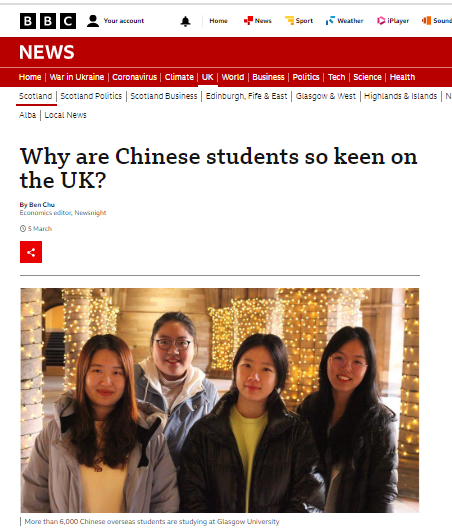 BBC Your account Home News Sport Weather iPlayer Sound
NEWS
Home | War in Ukraine | Coronavirus | Climate | UK | World | Business | Politics | Tech | Science | Health
Scotland | Scotland Politics | Scotland Business | Edinburgh, Fife & East | Glasgow & West | Highlands & Islands | N
Alba | Local News
Why are Chinese students so keen on
the UK?
By Ben Chu
Economics editor, Newsnight
5 March
More than 6,000 Chinese overseas students are studying at Glasgow University